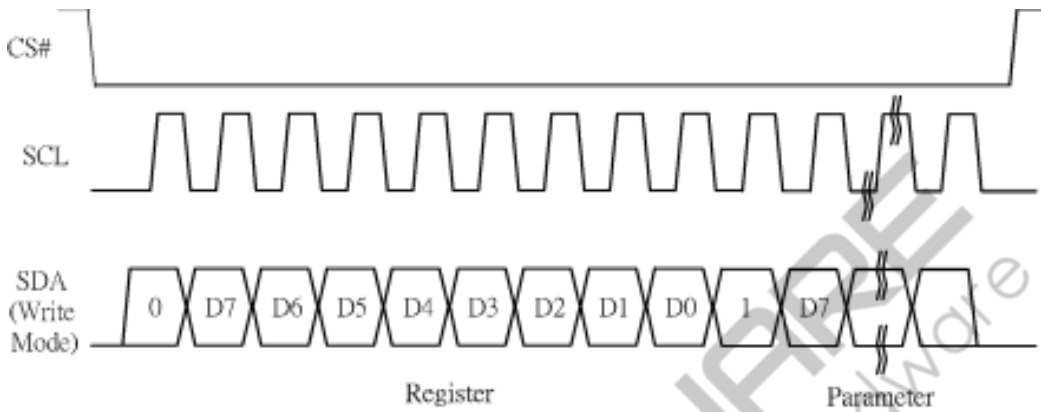 CS#
SCL
SDA
(Write
Mode)
0 D7 D6 D5 D4 D3 D2 D1 D0 1 D7
Register
Parameter